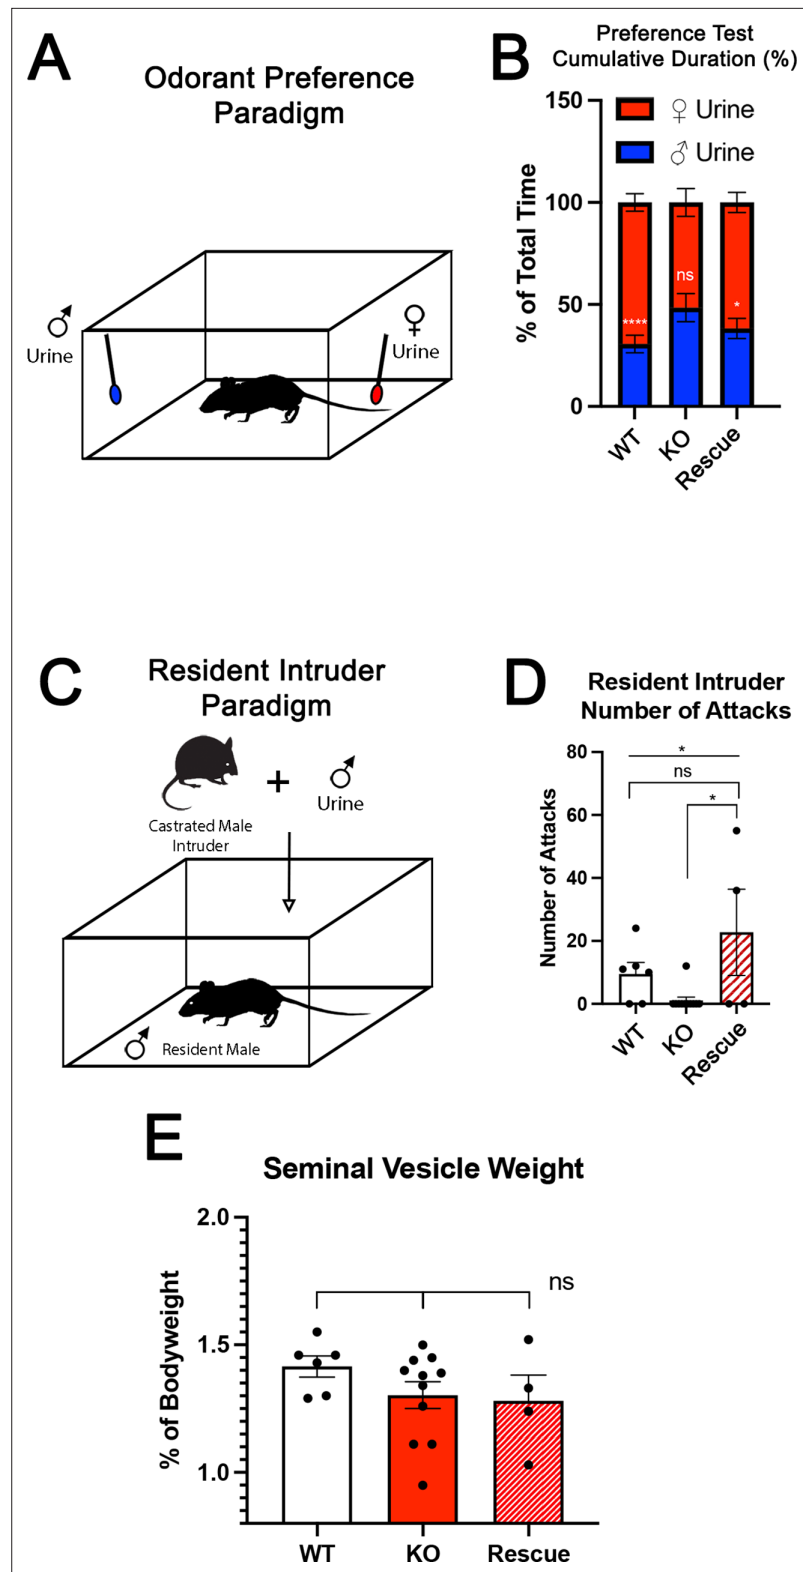 A
Odorant Preference
Paradigm
♂
Urine
♀
Urine
B
Preference Test
Cumulative Duration (%)
% of Total Time
150
100
50
0
♀ Urine
♂ Urine
****
ns
*
WT
KO
Rescue
C
Resident Intruder
Paradigm
+
♂
Urine
Castrated Male
Intruder
♂ Resident Male
D
Resident Intruder
Number of Attacks
Number of Attacks
80
60
40
20
0
*
ns
*
WT
KO
Rescue
E
Seminal Vesicle Weight
% of Bodyweight
2.0
1.5
1.0
ns
WT
KO
Rescue